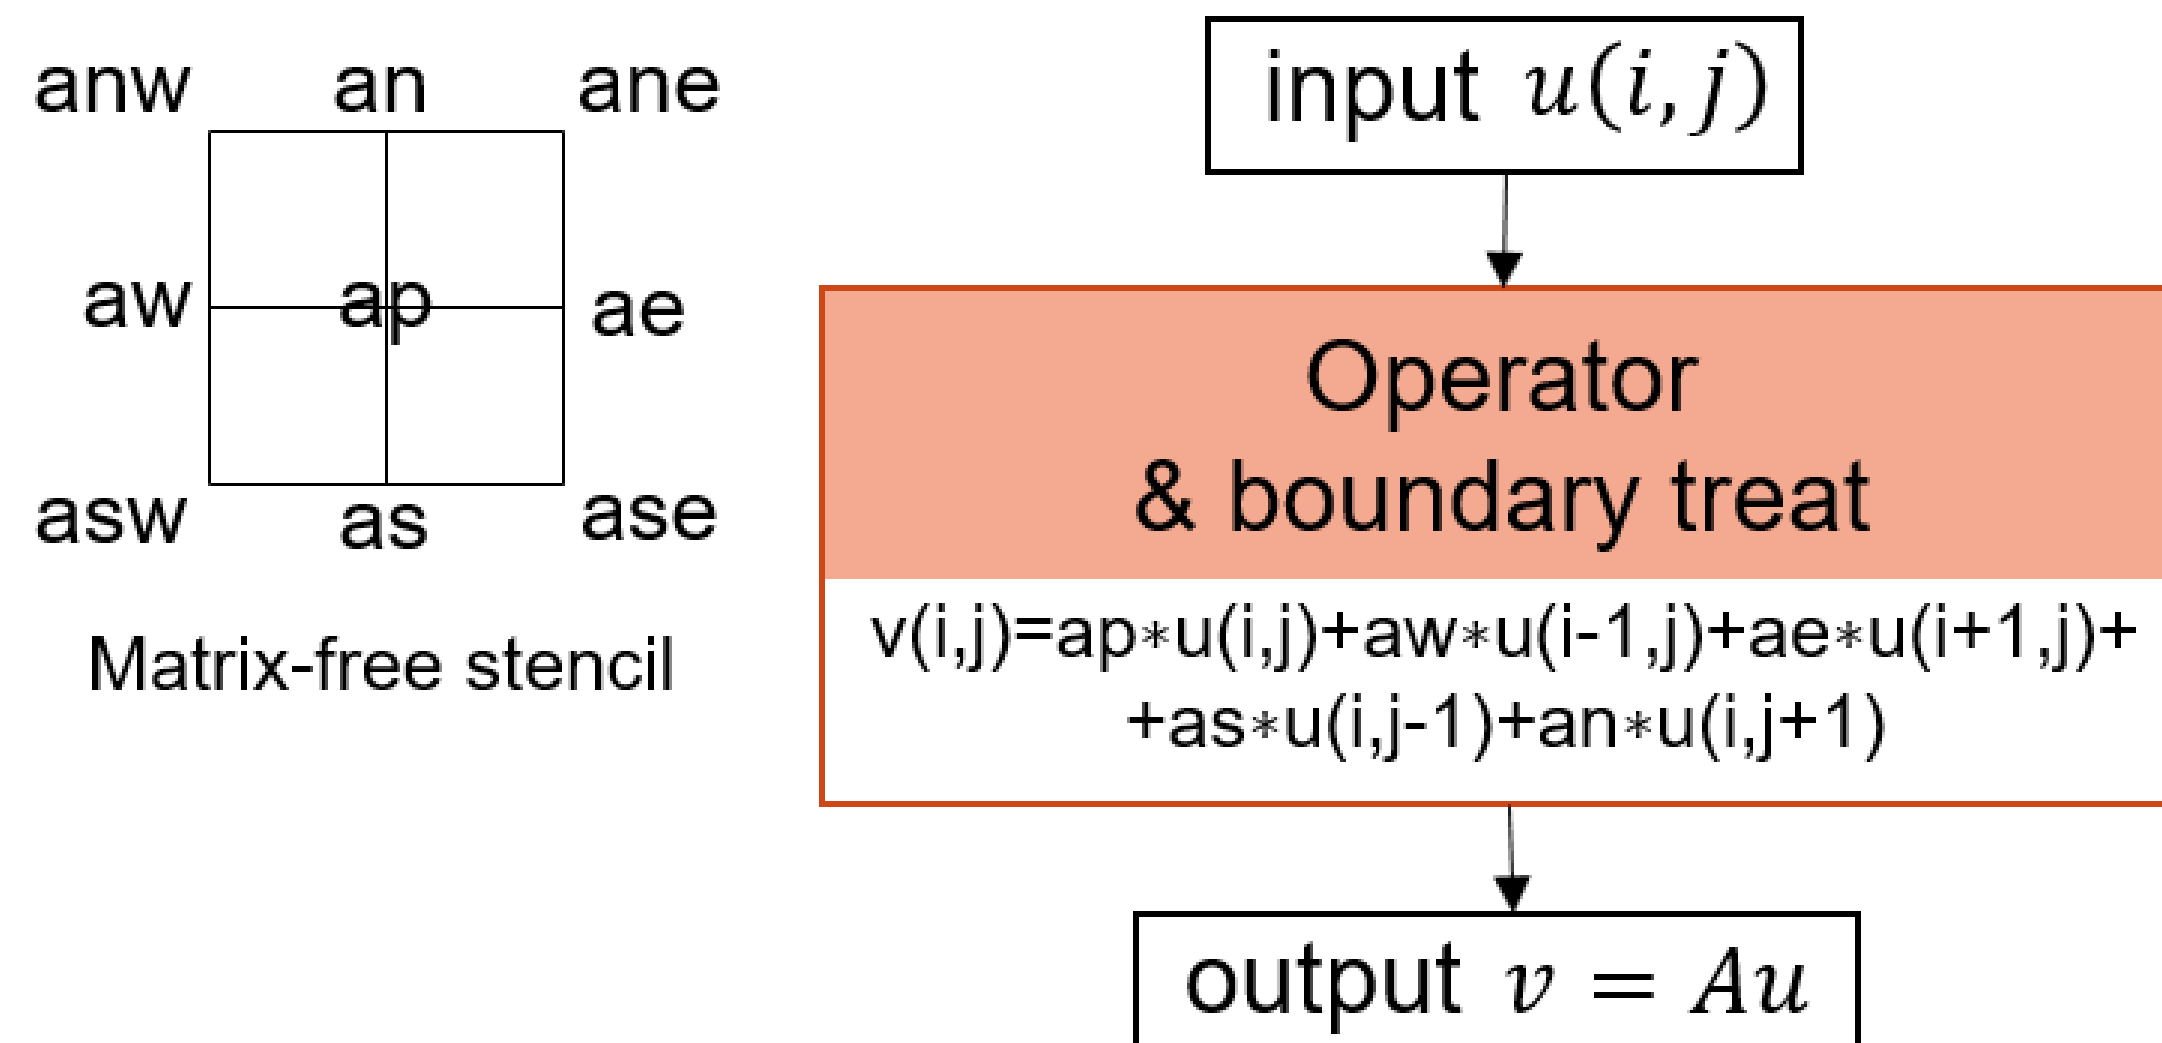 anw an ane
aw ap ae
asw as ase
Matrix-free stencil
input u(i, j)
Operator
& boundary treat
v(i,j)=ap*u(i,j)+aw*u(i-1,j)+ae*u(i+1,j)+
+as*u(i,j-1)+an*u(i,j+1)
output v = Au